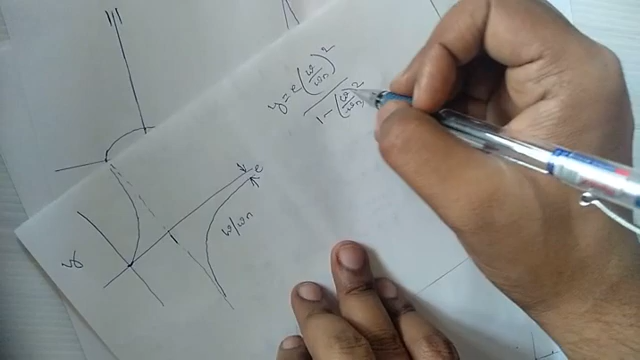 y = e (ω/ωn)^2 / 1 - (ω/ωn)^2
e
ω/ωn
y